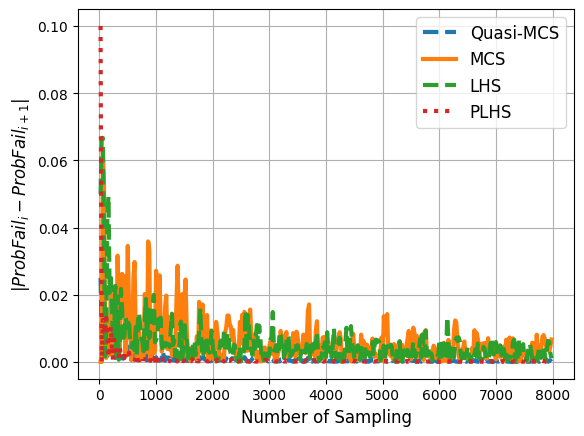 0.10
0.08
0.06
0.04
0.02
0.00
|ProbFail_i − ProbFail_{i+1}|
Quasi-MCS
MCS
LHS
PLHS
0 1000 2000 3000 4000 5000 6000 7000 8000
Number of Sampling